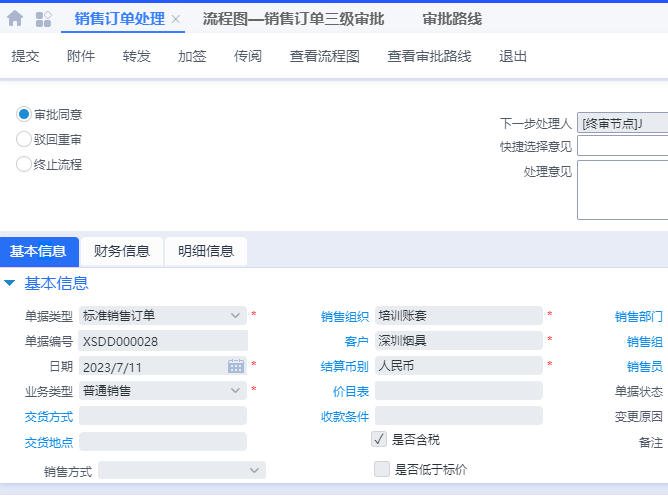 销售订单处理 × 流程图—销售订单三级审批 审批路线
提交 附件 转发 加签 传阅 查看流程图 查看审批路线 退出
审批同意
驳回重审
终止流程
下一步处理人 [终审节点]J
快捷选择意见
处理意见
基本信息 财务信息 明细信息
基本信息
单据类型 标准销售订单 * 销售组织 培训账套 * 销售部门
单据编号 XSDD000028 客户 深圳烟具 * 销售组
日期 2023/7/11 * 结算币别 人民币 * 销售员
业务类型 普通销售 * 价目表 单据状态
交货方式 收款条件 变更原因
交货地点 是否含税 备注
销售方式 是否低于标价